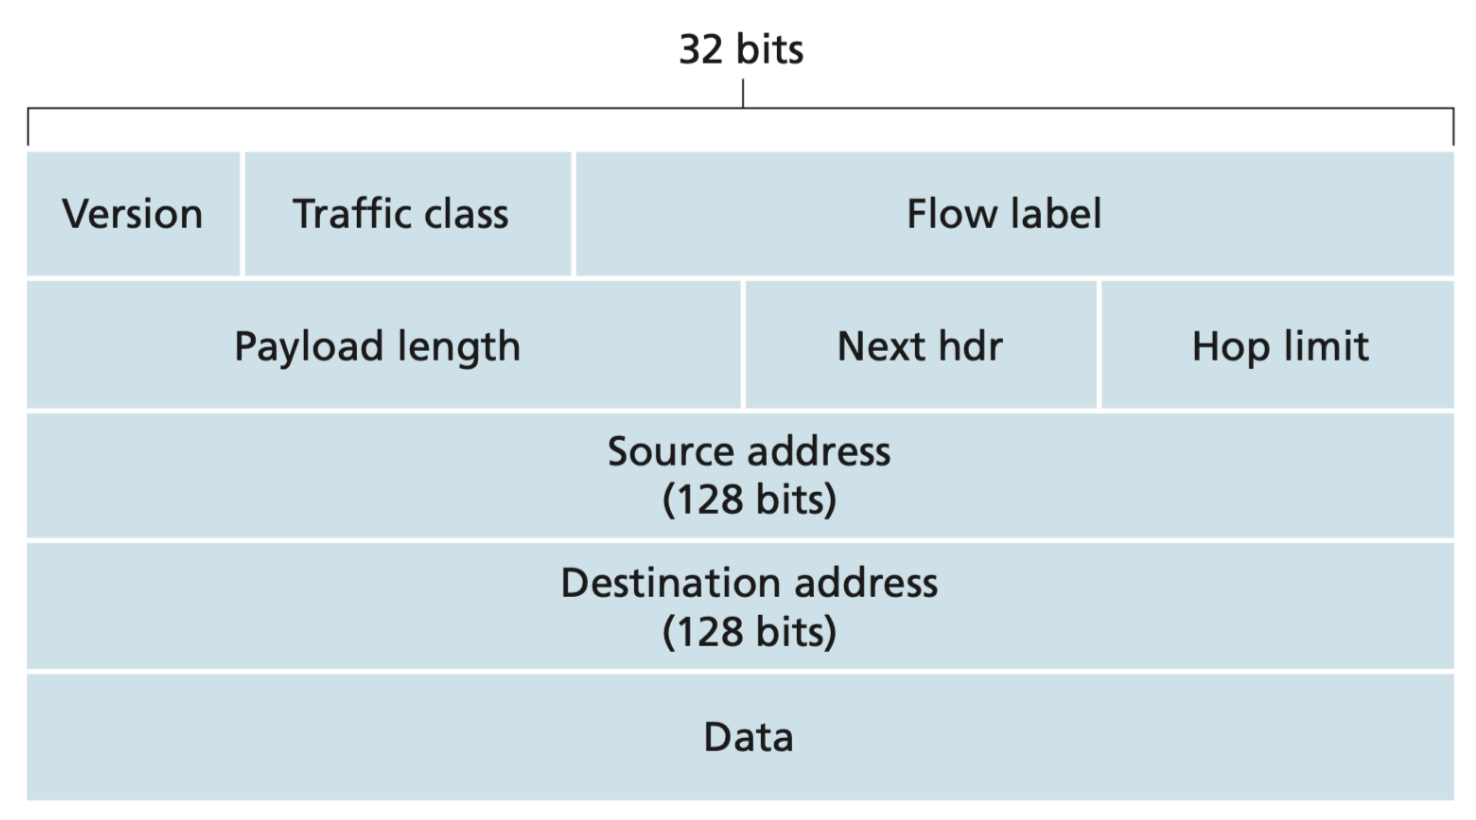 32 bits
Version Traffic class Flow label
Payload length Next hdr Hop limit
Source address
(128 bits)
Destination address
(128 bits)
Data